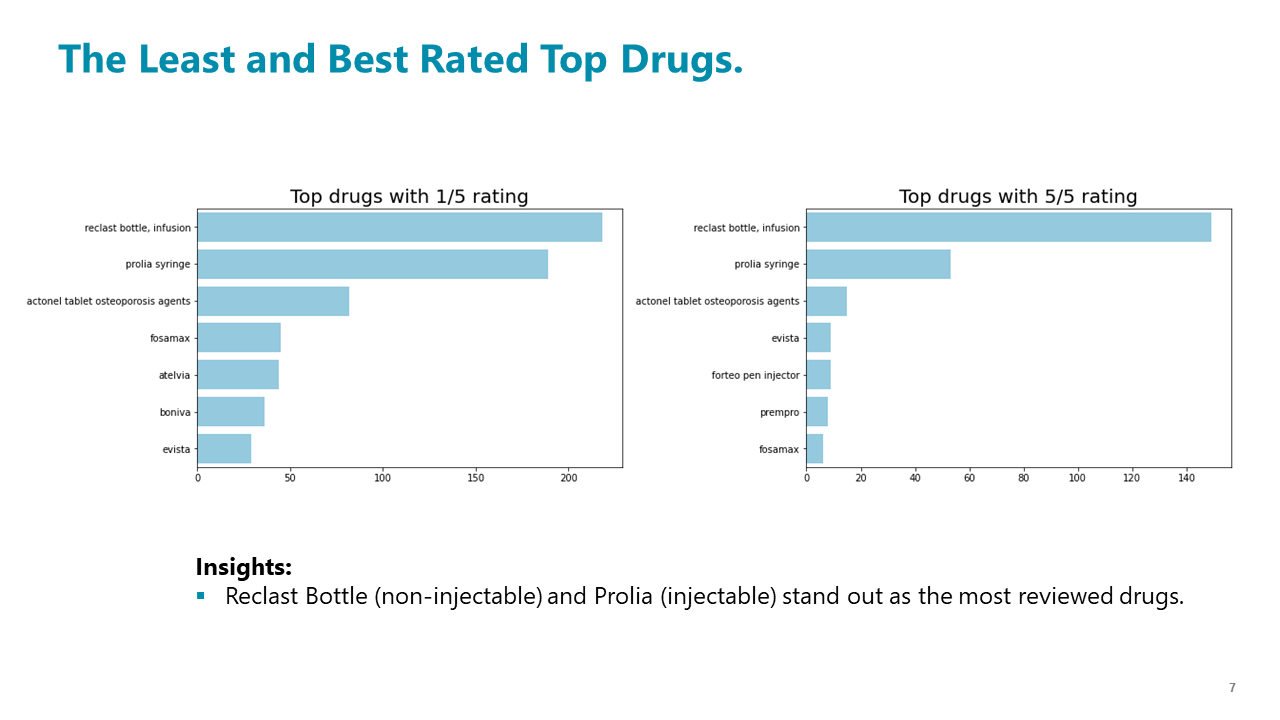 The Least and Best Rated Top Drugs.
Top drugs with 1/5 rating
reclast bottle, infusion
prolia syringe
actonel tablet osteoporosis agents
fosamax
atelvia
boniva
evista
0 50 100 150 200
Top drugs with 5/5 rating
reclast bottle, infusion
prolia syringe
actonel tablet osteoporosis agents
evista
forteo pen injector
prempro
fosamax
0 20 40 60 80 100 120 140
Insights:
▪ Reclast Bottle (non-injectable) and Prolia (injectable) stand out as the most reviewed drugs.
7